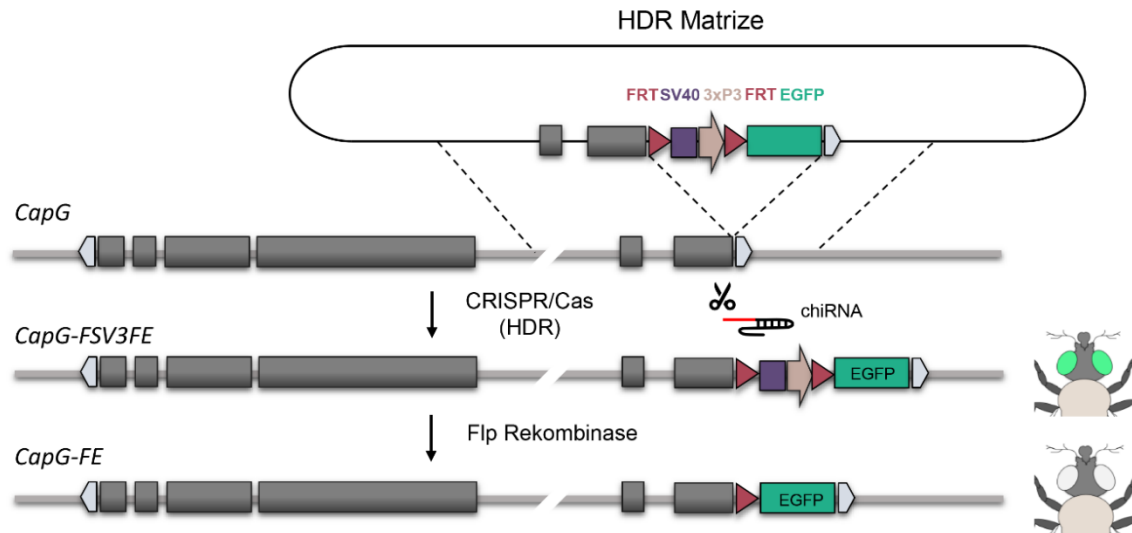 HDR Matrize
FRT SV40 3xP3 FRT EGFP
CapG
CRISPR/Cas
(HDR)
chiRNA
CapG-FSV3FE
EGFP
Flp Rekombinase
CapG-FE
EGFP